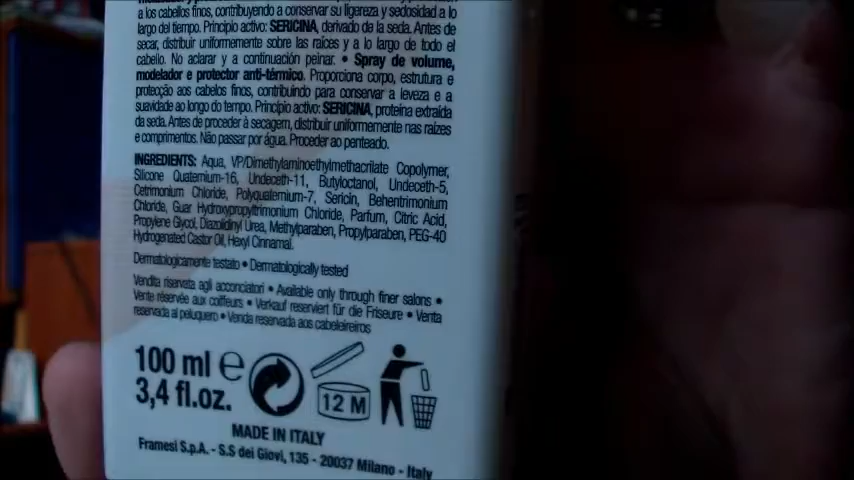 a los cabellos finos, contribuyendo a conservar su ligereza y sedosidad a lo
largo del tiempo. Principio activo: SERICINA, derivado de la seda. Antes de
secar, distribuir uniformemente sobre las raíces y a lo largo de todo el
cabello. No aclarar y a continuación peinar. • Spray de volume,
modelador e protector anti-térmico. Proporciona corpo, estrutura e
protecção aos cabelos finos, contribuindo para conservar a leveza e a
suavidade ao longo do tempo. Princípio activo: SERICINA, proteína extraída
da seda. Antes de proceder à secagem, distribuir uniformemente nas raízes
e comprimentos. Não passar por água. Proceder ao penteado.
INGREDIENTS: Aqua, VP/Dimethylaminoethylmethacrilate Copolymer,
Silicone Quaternium-16, Undeceth-11, Butyloctanol, Undeceth-5,
Cetrimonium Chloride, Polyquaternium-7, Sericin, Behentrimonium
Chloride, Guar Hydroxypropyltrimonium Chloride, Parfum, Citric Acid,
Propylene Glycol, Diazolidinyl Urea, Methylparaben, Propylparaben, PEG-40
Hydrogenated Castor Oil, Hexyl Cinnamal.
Dermatologicamente testato • Dermatologically tested
Vendita riservata agli acconciatori • Available only through finer salons •
Vente réservée aux coiffeurs • Verkauf reserviert für die Friseure • Venta
reservada al peluquero • Venda reservada aos cabeleireiros
100 ml e
3,4 fl.oz.
12 M
MADE IN ITALY
Framesi S.p.A. - S.S dei Giovi, 135 - 20037 Milano - Italy